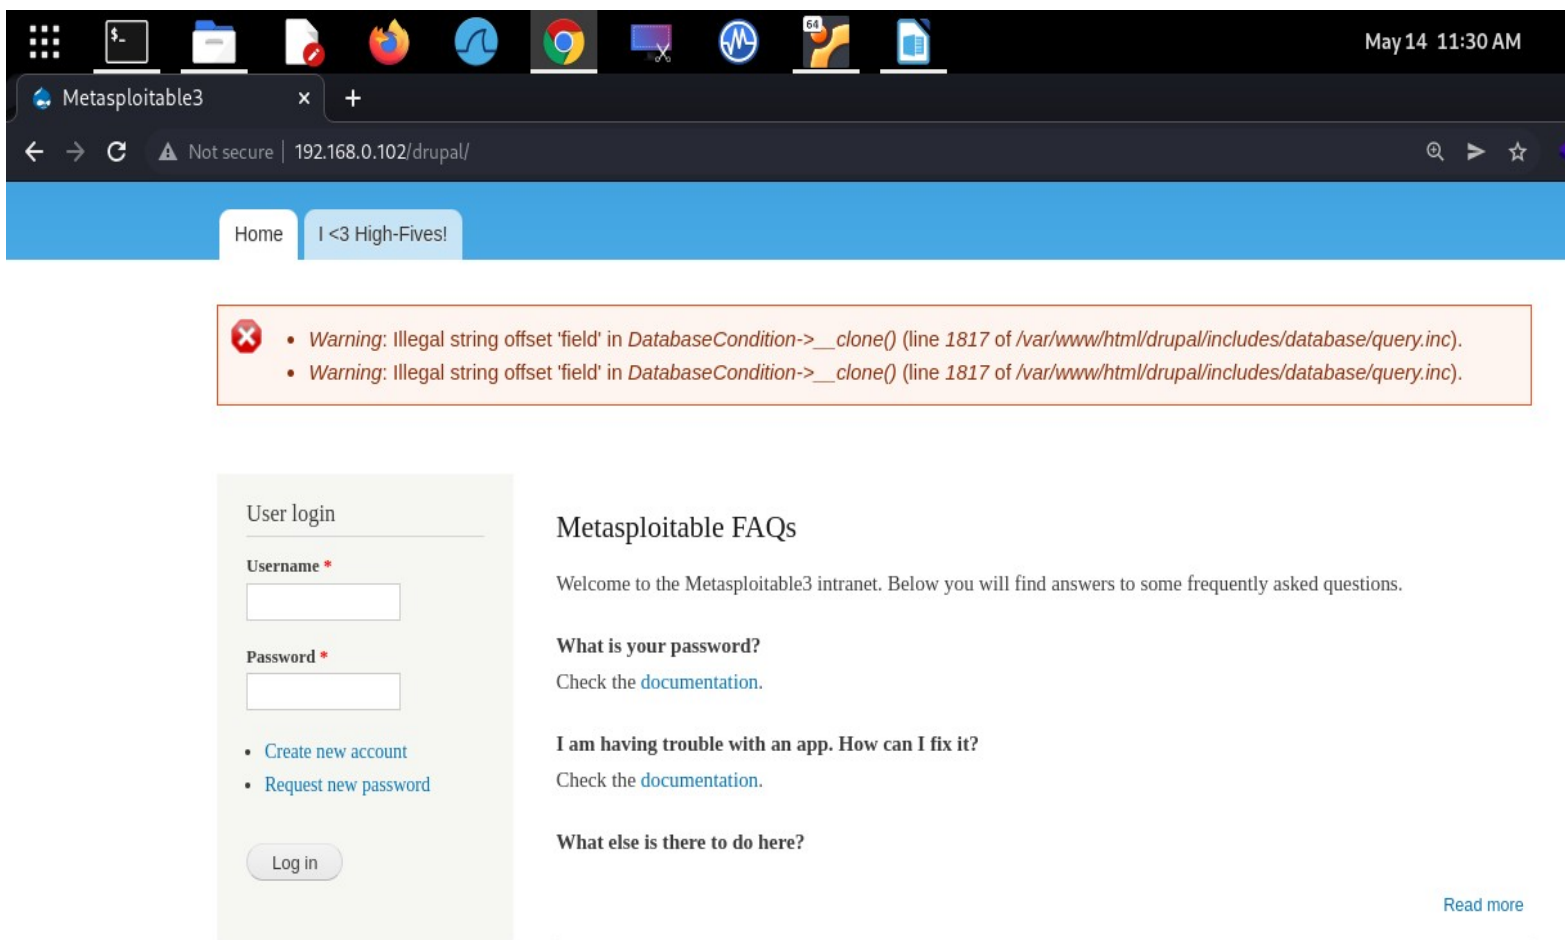 $_
64
May 14 11:30 AM
Metasploitable3
Not secure | 192.168.0.102/drupal/
Home
I <3 High-Fives!
Warning: Illegal string offset 'field' in DatabaseCondition->__clone() (line 1817 of /var/www/html/drupal/includes/database/query.inc).
Warning: Illegal string offset 'field' in DatabaseCondition->__clone() (line 1817 of /var/www/html/drupal/includes/database/query.inc).
User login
Username *
Password *
Create new account
Request new password
Log in
Metasploitable FAQs
Welcome to the Metasploitable3 intranet. Below you will find answers to some frequently asked questions.
What is your password?
Check the documentation.
I am having trouble with an app. How can I fix it?
Check the documentation.
What else is there to do here?
Read more